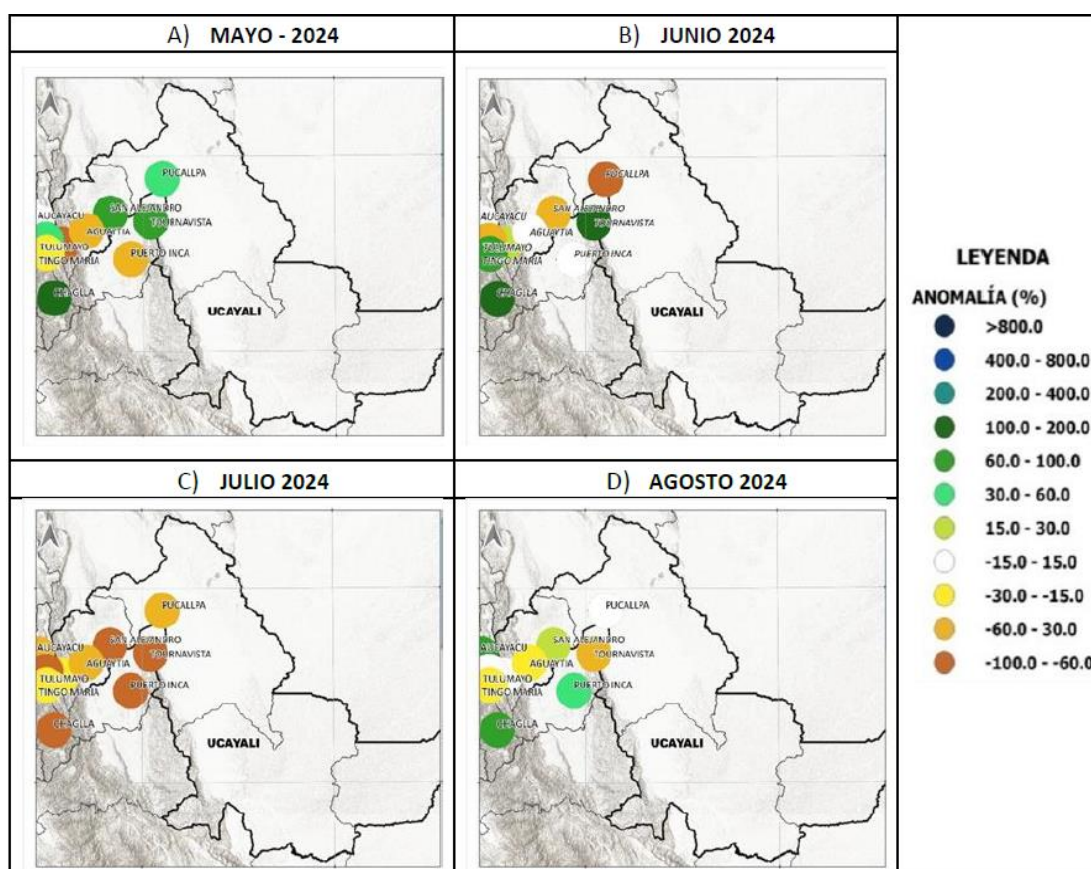 A) MAYO - 2024
PUCALLPA
SAN ALEJANDRO
AUCAYACU
TOURNAVISTA
AGUAYTIA
TULUMAYO
PUERTO INCA
TINGO MARIA
CHAGLLA
UCAYALI
B) JUNIO 2024
PUCALLPA
SAN ALEJANDRO
AUCAYACU
TOURNAVISTA
AGUAYTIA
TULUMAYO
PUERTO INCA
TINGO MARIA
CHAGLLA
UCAYALI
LEYENDA
ANOMALÍA (%)
>800.0
400.0 - 800.0
200.0 - 400.0
100.0 - 200.0
60.0 - 100.0
30.0 - 60.0
15.0 - 30.0
-15.0 - 15.0
-30.0 - -15.0
-60.0 - 30.0
-100.0 - -60.0
C) JULIO 2024
PUCALLPA
SAN ALEJANDRO
AUCAYACU
TOURNAVISTA
AGUAYTIA
TULUMAYO
PUERTO INCA
TINGO MARIA
CHAGLLA
UCAYALI
D) AGOSTO 2024
PUCALLPA
SAN ALEJANDRO
AUCAYACU
TOURNAVISTA
AGUAYTIA
TULUMAYO
PUERTO INCA
TINGO MARIA
CHAGLLA
UCAYALI